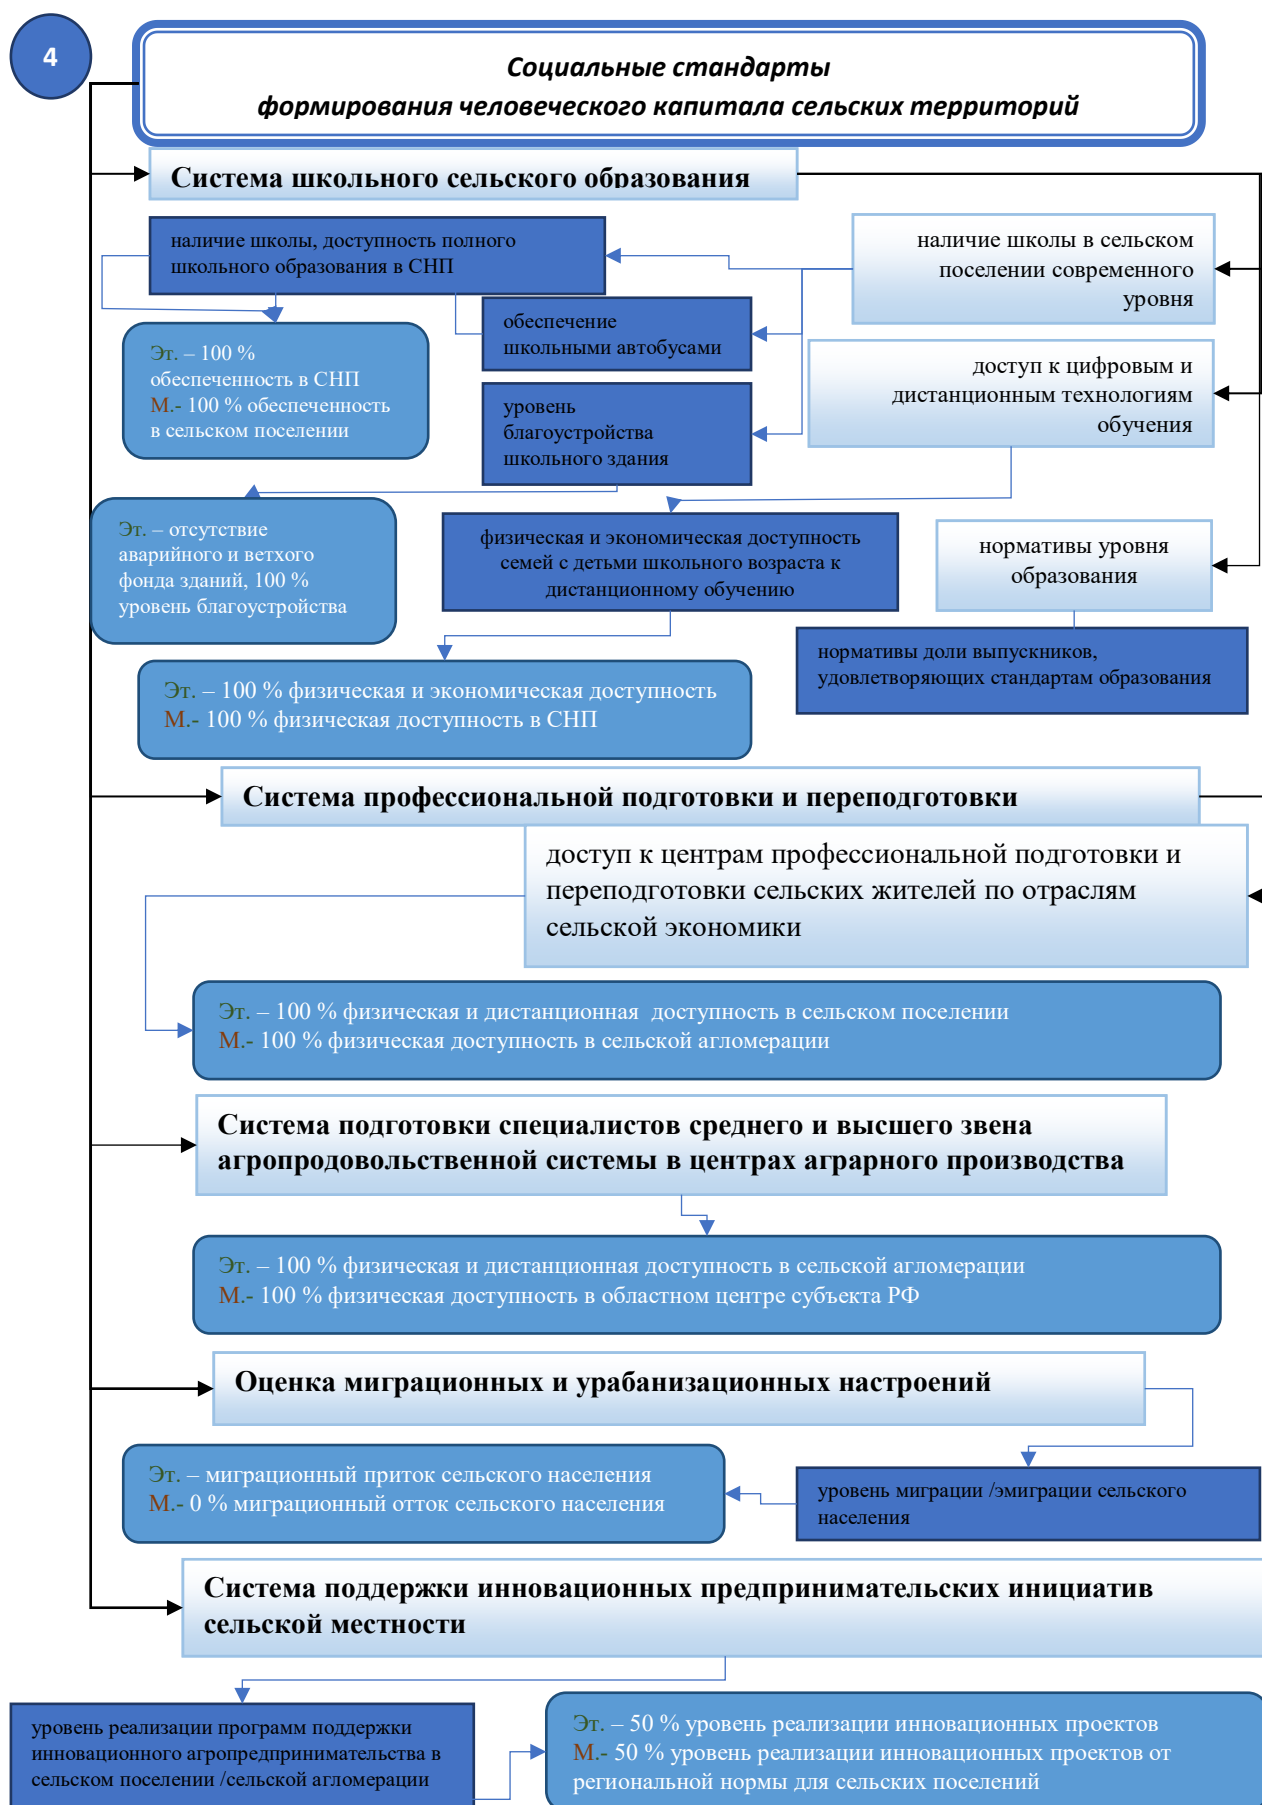 4
Социальные стандарты
формирования человеческого капитала сельских территорий
Система школьного сельского образования
наличие школы, доступность полного
школьного образования в СНП
наличие школы в сельском
поселении современного
уровня
обеспечение
школьными автобусами
Эт. – 100 %
обеспеченность в СНП
М.- 100 % обеспеченность
в сельском поселении
доступ к цифровым и
дистанционным технологиям
обучения
уровень
благоустройства
школьного здания
Эт. – отсутствие
аварийного и ветхого
фонда зданий, 100 %
уровень благоустройства
физическая и экономическая доступность
семей с детьми школьного возраста к
дистанционному обучению
нормативы уровня
образования
нормативы доли выпускников,
удовлетворяющих стандартам образования
Эт. – 100 % физическая и экономическая доступность
М.- 100 % физическая доступность в СНП
Система профессиональной подготовки и переподготовки
доступ к центрам профессиональной подготовки и
переподготовки сельских жителей по отраслям
сельской экономики
Эт. – 100 % физическая и дистанционная доступность в сельском поселении
М.- 100 % физическая доступность в сельской агломерации
Система подготовки специалистов среднего и высшего звена
агропродовольственной системы в центрах аграрного производства
Эт. – 100 % физическая и дистанционная доступность в сельской агломерации
М.- 100 % физическая доступность в областном центре субъекта РФ
Оценка миграционных и урабанизационных настроений
Эт. – миграционный приток сельского населения
М.- 0 % миграционный отток сельского населения
уровень миграции /эмиграции сельского
населения
Система поддержки инновационных предпринимательских инициатив
сельской местности
уровень реализации программ поддержки
инновационного агропредпринимательства в
сельском поселении /сельской агломерации
Эт. – 50 % уровень реализации инновационных проектов
М.- 50 % уровень реализации инновационных проектов от
региональной нормы для сельских поселений